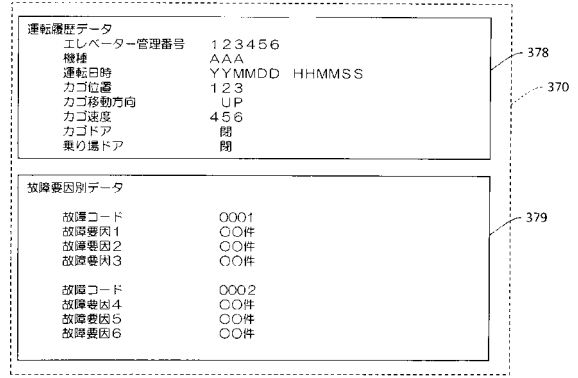 運転履歴データ
エレベーター管理番号 123456
機種 AAA
運転日時 YYMMDD HHMMSS
カゴ位置 123
カゴ移動方向 UP
カゴ速度 456
カゴドア 閉
乗り場ドア 閉
378
370
故障要因別データ
故障コード 0001
故障要因1 〇〇件
故障要因2 〇〇件
故障要因3 〇〇件
故障コード 0002
故障要因4 〇〇件
故障要因5 〇〇件
故障要因6 〇〇件
379